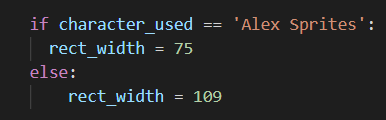 if character_used == 'Alex Sprites':
  rect_width = 75
else:
    rect_width = 109